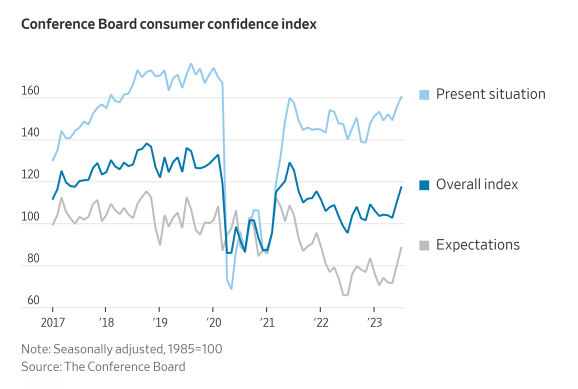 Conference Board consumer confidence index
160
140
120
100
80
60
2017
'18
'19
'20
'21
'22
'23
Present situation
Overall index
Expectations
Note: Seasonally adjusted, 1985=100
Source: The Conference Board